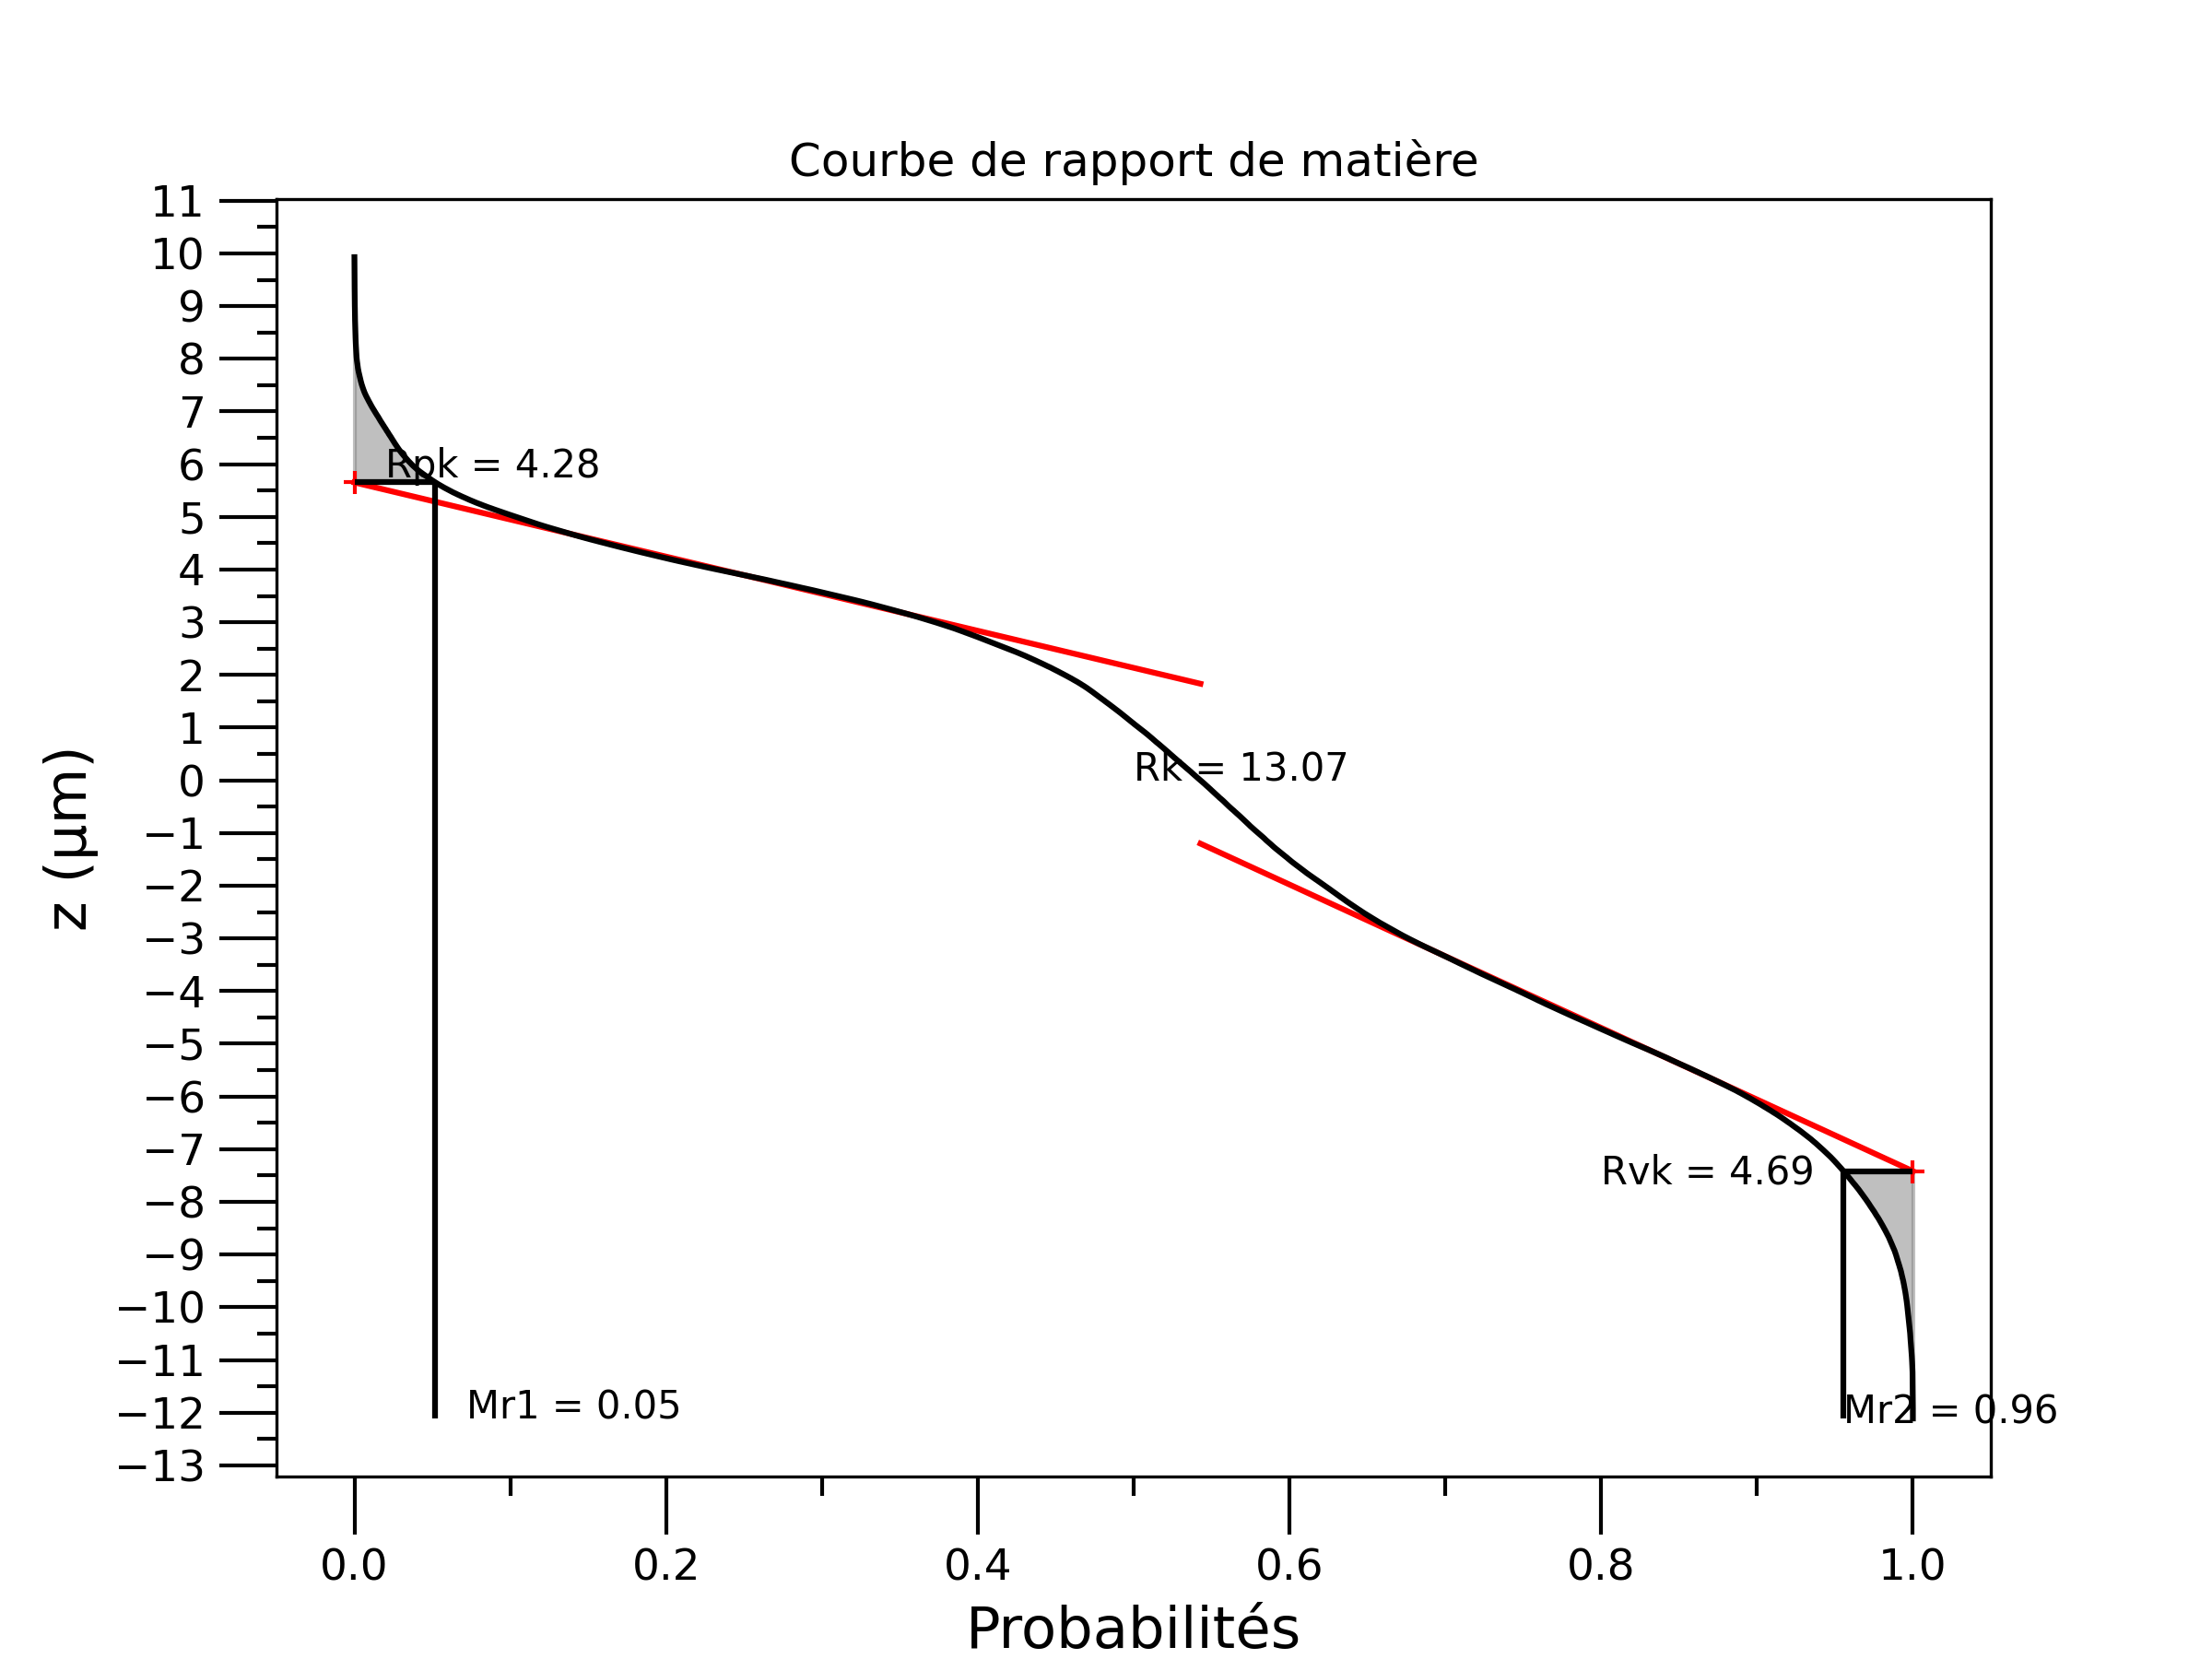 Courbe de rapport de matière
11
10
9
8
7
6
5
4
3
2
1
0
−1
−2
−3
−4
−5
−6
−7
−8
−9
−10
−11
−12
−13
z (μm)
Rpk = 4.28
Rk = 13.07
Rvk = 4.69
Mr1 = 0.05
Mr2 = 0.96
0.0 0.2 0.4 0.6 0.8 1.0
Probabilités